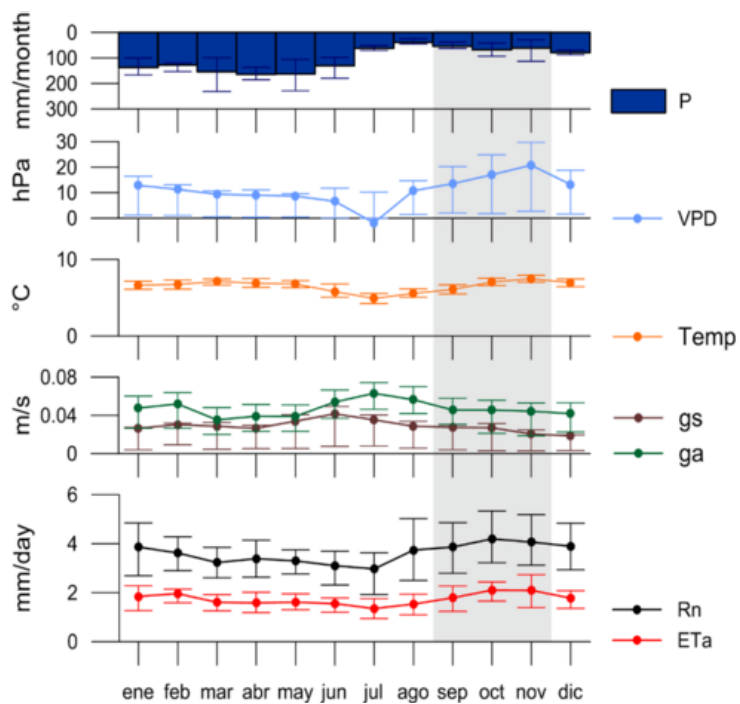 mm/month
0
100
200
300
P
hPa
30
20
10
0
VPD
°C
10
0
Temp
m/s
0.08
0.04
0
gs
ga
mm/day
6
4
2
0
Rn
ETa
ene feb mar abr may jun jul ago sep oct nov dic